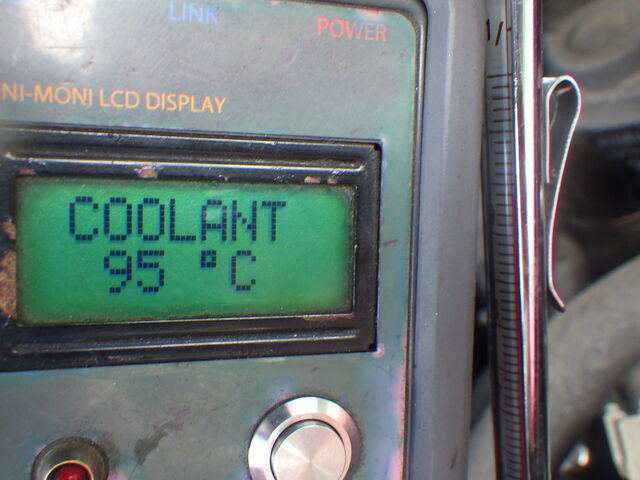 LINK
POWER
NI-MONI LCD DISPLAY
COOLANT
95 °C